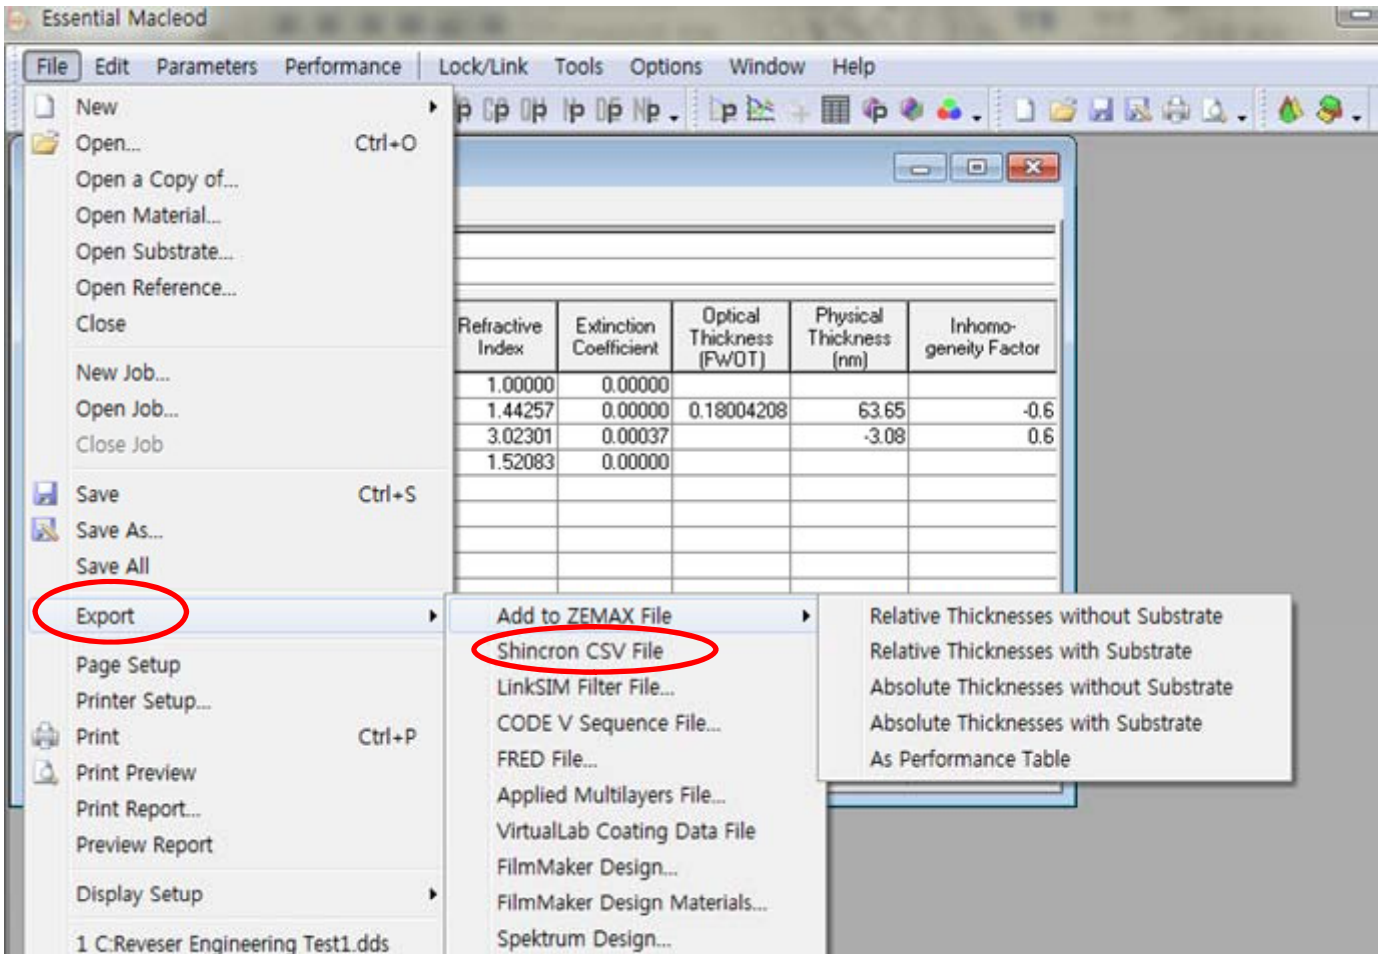 Essential Macleod
File Edit Parameters Performance Lock/Link Tools Options Window Help
New
Open... Ctrl+O
Open a Copy of...
Open Material...
Open Substrate...
Open Reference...
Close
New Job...
Open Job...
Close Job
Save Ctrl+S
Save As...
Save All
Export
Page Setup
Printer Setup...
Print Ctrl+P
Print Preview
Print Report...
Preview Report
Display Setup
1 C:Reveser Engineering Test1.dds
Refractive Index Extinction Coefficient Optical Thickness (FWOT) Physical Thickness (nm) Inhomo-geneity Factor
1.00000 0.00000
1.44257 0.00000 0.18004208 63.65 -0.6
3.02301 0.00037 -3.08 0.6
1.52083 0.00000
Add to ZEMAX File
Shincron CSV File
LinkSIM Filter File...
CODE V Sequence File...
FRED File...
Applied Multilayers File...
VirtualLab Coating Data File
FilmMaker Design...
FilmMaker Design Materials...
Spektrum Design...
Relative Thicknesses without Substrate
Relative Thicknesses with Substrate
Absolute Thicknesses without Substrate
Absolute Thicknesses with Substrate
As Performance Table